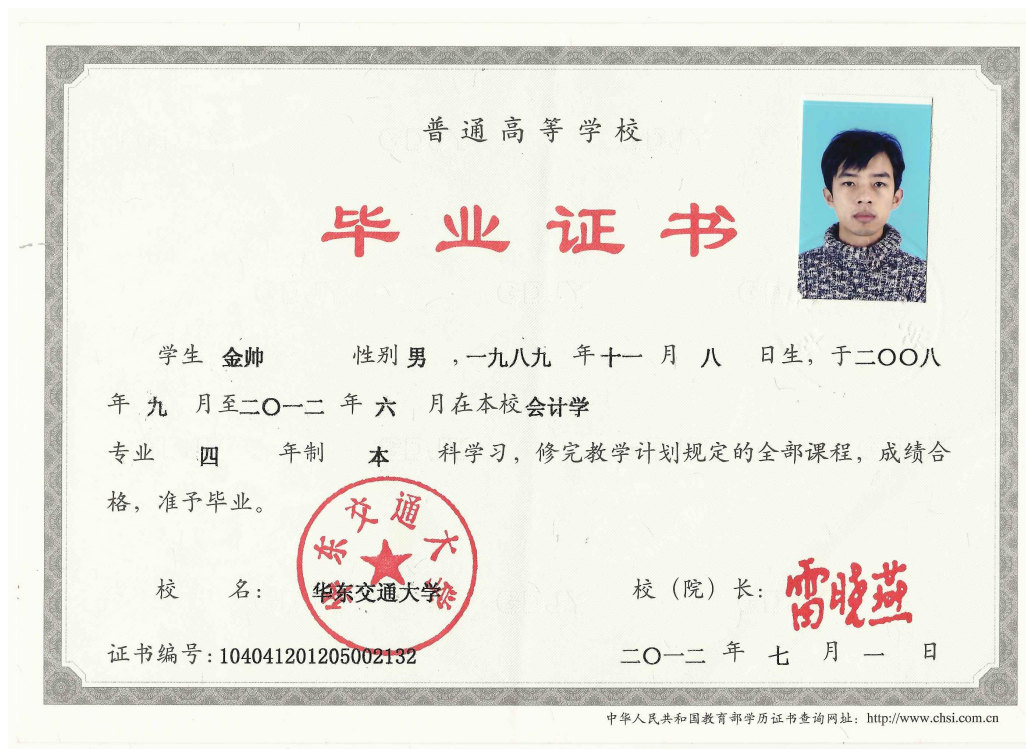 普通高等学校
毕业证书
学生 金帅 性别 男 ,一九八九 年 十一 月 八 日生，于二〇〇八
年 九 月至二〇一二 年 六 月在本校会计学
专业 四 年制 本 科学习，修完教学计划规定的全部课程，成绩合
格，准予毕业。
华东交通大学
校 名： 华东交通大学 校（院）长： 雷晓燕
证书编号：104041201205002132 二〇一二 年 七 月 一 日
中华人民共和国教育部学历证书查询网址：http://www.chsi.com.cn